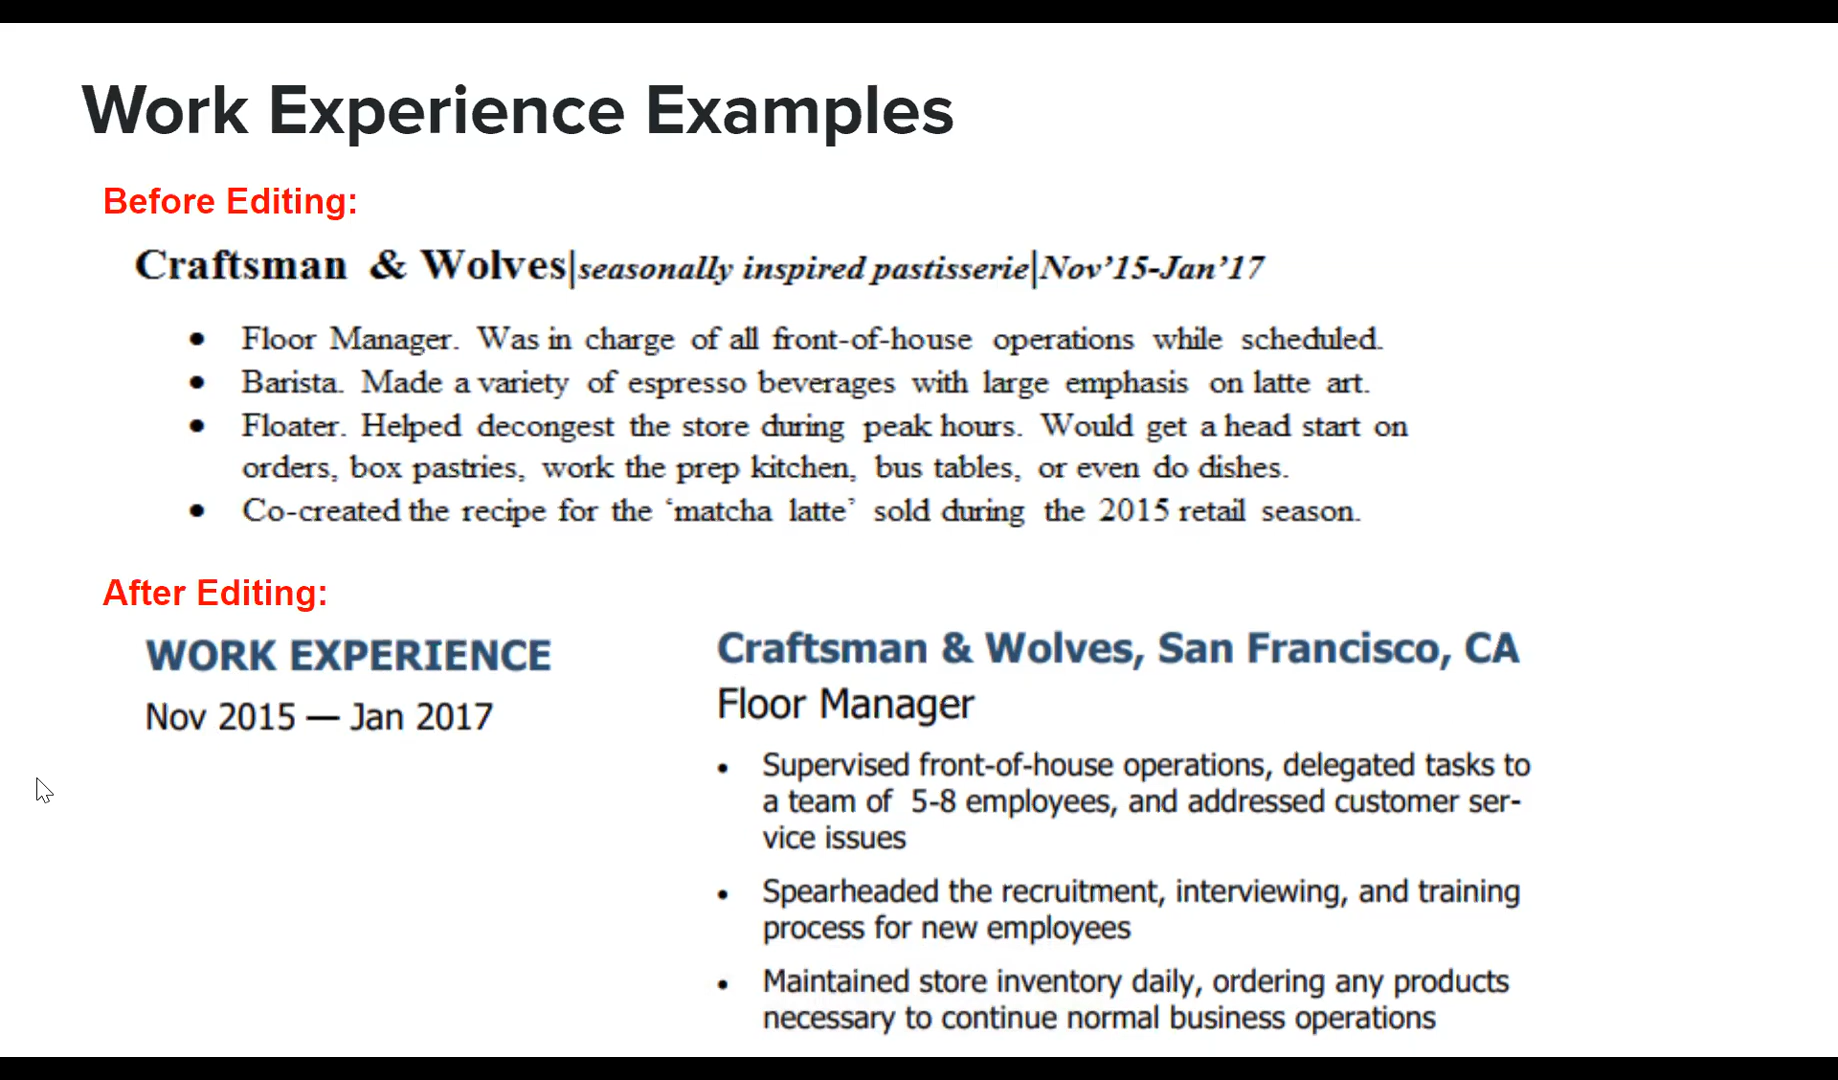 Work Experience Examples
Before Editing:
Craftsman & Wolves|seasonally inspired pastisserie|Nov’15-Jan’17
• Floor Manager. Was in charge of all front-of-house operations while scheduled.
• Barista. Made a variety of espresso beverages with large emphasis on latte art.
• Floater. Helped decongest the store during peak hours. Would get a head start on
orders, box pastries, work the prep kitchen, bus tables, or even do dishes.
• Co-created the recipe for the ‘matcha latte’ sold during the 2015 retail season.
After Editing:
WORK EXPERIENCE
Nov 2015 — Jan 2017
Craftsman & Wolves, San Francisco, CA
Floor Manager
• Supervised front-of-house operations, delegated tasks to
a team of 5-8 employees, and addressed customer ser-
vice issues
• Spearheaded the recruitment, interviewing, and training
process for new employees
• Maintained store inventory daily, ordering any products
necessary to continue normal business operations